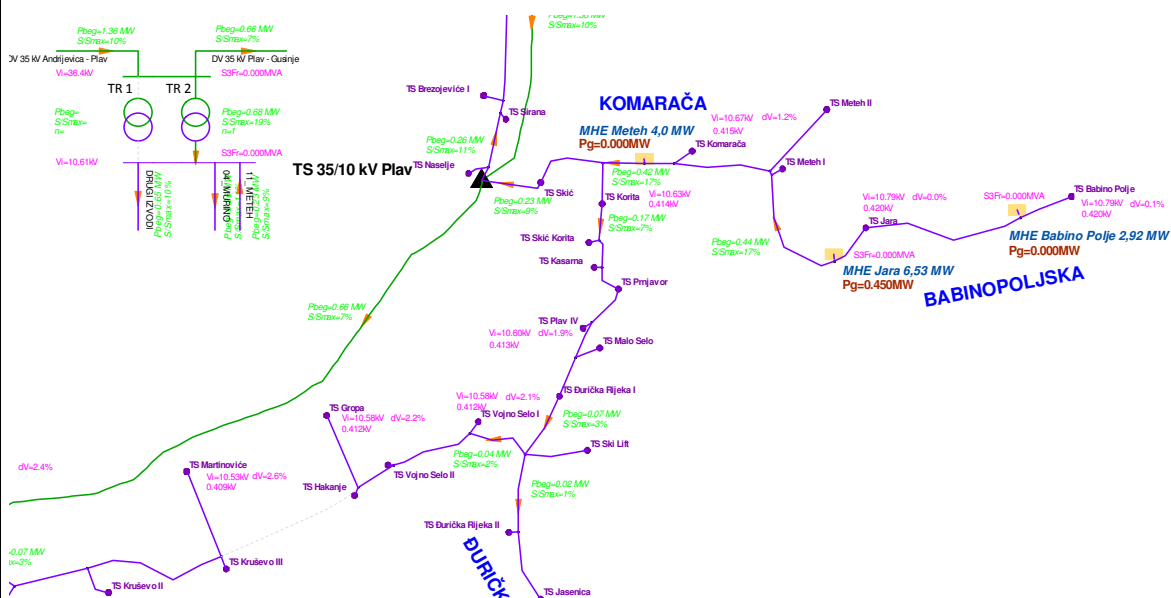 Pbeg=1.36 MW
S/Smax=10%
Pbeg=0.66 MW
S/Smax=7%
DV 35 kV Andrijevica - Plav
DV 35 kV Plav - Gusinje
Vi=36.4kV
S3Fr=0.000MVA
TR 1
TR 2
Pbeg=
S/Smax=
n=
Pbeg=0.68 MW
S/Smax=19%
n=1
S3Fr=0.000MVA
Vi=10.61kV
DRUGI IZVODI
Pbeg=0.65 MW
S/Smax=10%
11_METEH
S/Smax=9%
S/Smax=10%
TS Brezojeviće I
TS Sirana
Pbeg=0.26 MW
S/Smax=11%
TS Naselje
TS 35/10 kV Plav
Pbeg=0.23 MW
S/Smax=9%
TS Skić
KOMARAČA
MHE Meteh 4,0 MW
Pg=0.000MW
Vi=10.67kV dV=1.2%
0.415kV
TS Meteh II
TS Komarača
TS Meteh I
Pbeg=0.42 MW
S/Smax=17%
Vi=10.63kV
0.414kV
TS Korita
Pbeg=0.17 MW
S/Smax=7%
TS Skić Korita
TS Kasarna
TS Prnjavor
Pbeg=0.44 MW
S/Smax=17%
Vi=10.79kV dV=0.0%
0.420kV
TS Jara
S3Fr=0.000MVA
MHE Jara 6,53 MW
Pg=0.450MW
S3Fr=0.000MVA
TS Babino Polje
Vi=10.79kV dV=0.1%
0.420kV
MHE Babino Polje 2,92 MW
Pg=0.000MW
BABINOPOLJSKA
Pbeg=0.66 MW
S/Smax=7%
TS Plav IV
Vi=10.60kV dV=1.9%
0.413kV
TS Malo Selo
TS Đurička Rijeka I
Vi=10.58kV dV=2.1%
0.412kV
TS Vojno Selo I
Pbeg=0.07 MW
S/Smax=3%
TS Ski Lift
TS Gropa
Vi=10.58kV dV=2.2%
0.412kV
Pbeg=0.04 MW
S/Smax=2%
TS Vojno Selo II
TS Hakanje
Pbeg=0.02 MW
S/Smax=1%
TS Đurička Rijeka II
dV=2.4%
TS Martinoviće
Vi=10.53kV dV=2.6%
0.409kV
=0.07 MW
=3%
TS Kruševo III
TS Kruševo II
ĐURIČK
TS Jasenica